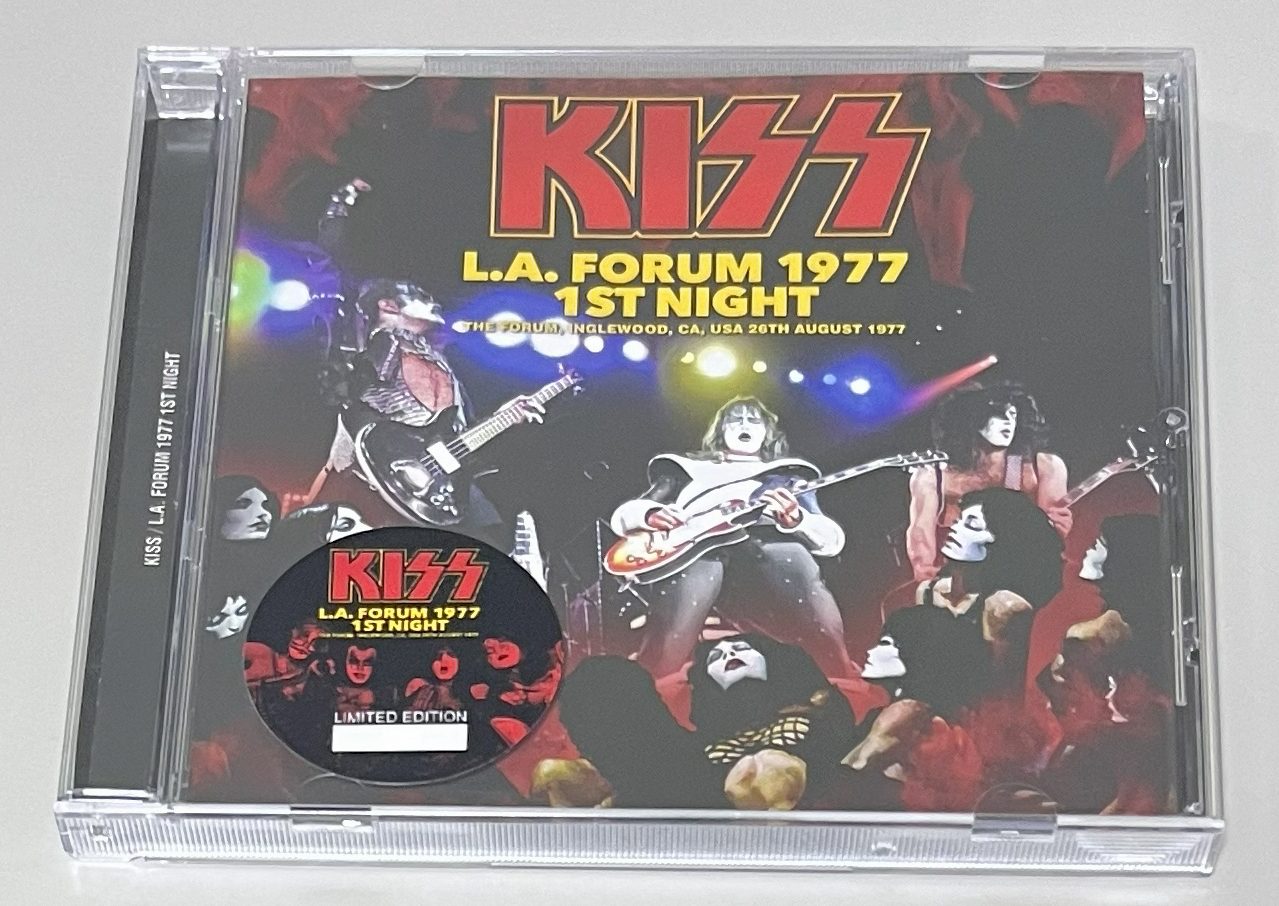 KISS
L.A. FORUM 1977
1ST NIGHT
THE FORUM, INGLEWOOD, CA, USA 26TH AUGUST 1977
KISS / L.A. FORUM 1977 1ST NIGHT
KISS
L.A. FORUM 1977
1ST NIGHT
LIMITED EDITION